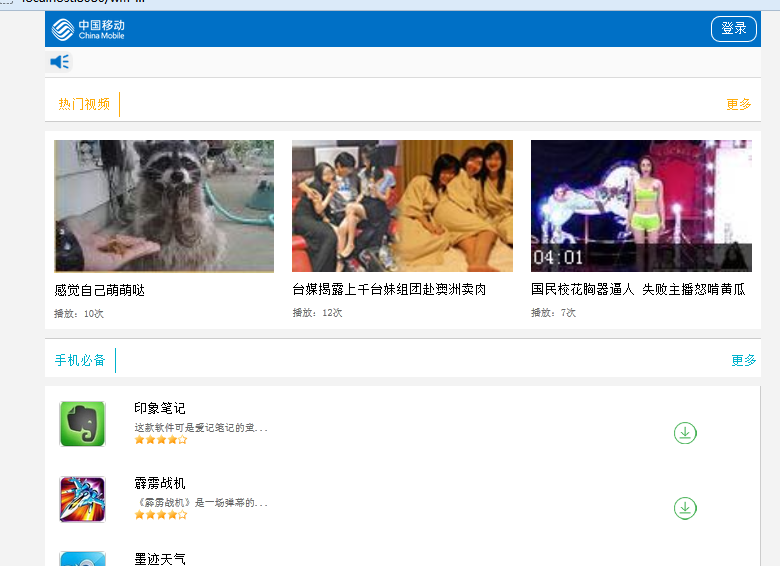 中国移动
China Mobile
登录
热门视频
更多
04:01
感觉自己萌萌哒
台媒揭露上千台妹组团赴澳洲卖肉
国民校花胸器逼人 失败主播怒啃黄瓜
播放：10次
播放：12次
播放：7次
手机必备
更多
印象笔记
这款软件可是爱记笔记的童...
霹雳战机
《霹雳战机》是一场弹幕的...
墨迹天气